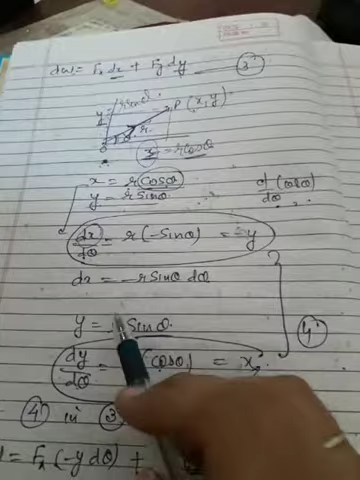 dw = Fx dx + Fy dy — (3)
y = r sinθ
P (x, y)
r
θ
x = r cosθ
x = r cosθ
y = r sinθ
d (cosθ)
dθ
dx/dθ = r (-sinθ) = -y
dx = -r sinθ dθ
y = r sinθ.
(4)
dy/dθ = (cosθ) = x,
(4) in (3)
= Fx (-y dθ) +